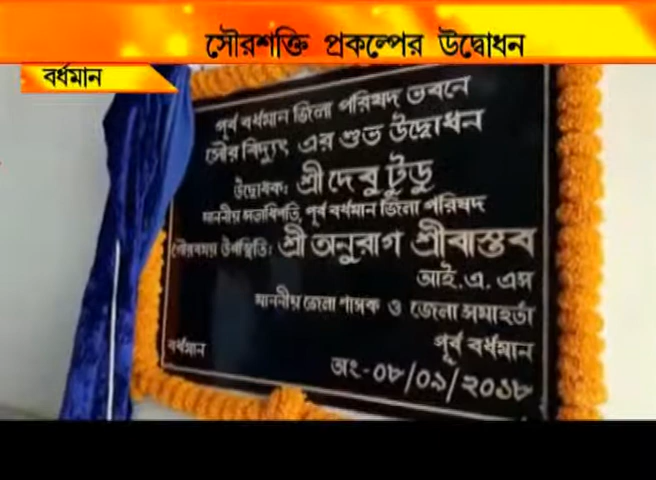 সৌরশক্তি প্রকল্পের উদ্বোধন
বর্ধমান
পূর্ব বর্ধমান জিলা পরিষদ ভবনে
সৌর বিদ্যুৎ এর শুভ উদ্বোধন
উদ্বোধক: শ্রী দেবু টুডু
মাননীয় সভাধিপতি, পূর্ব বর্ধমান জিলা পরিষদ
গৌরবময় উপস্থিতি: শ্রী অনুরাগ শ্রীবাস্তব
আই.এ.এস
মাননীয় জেলা শাসক ও জেলা সমাহর্তা
পূর্ব বর্ধমান
বর্ধমান
তাং-০৮/০৯/২০১৮